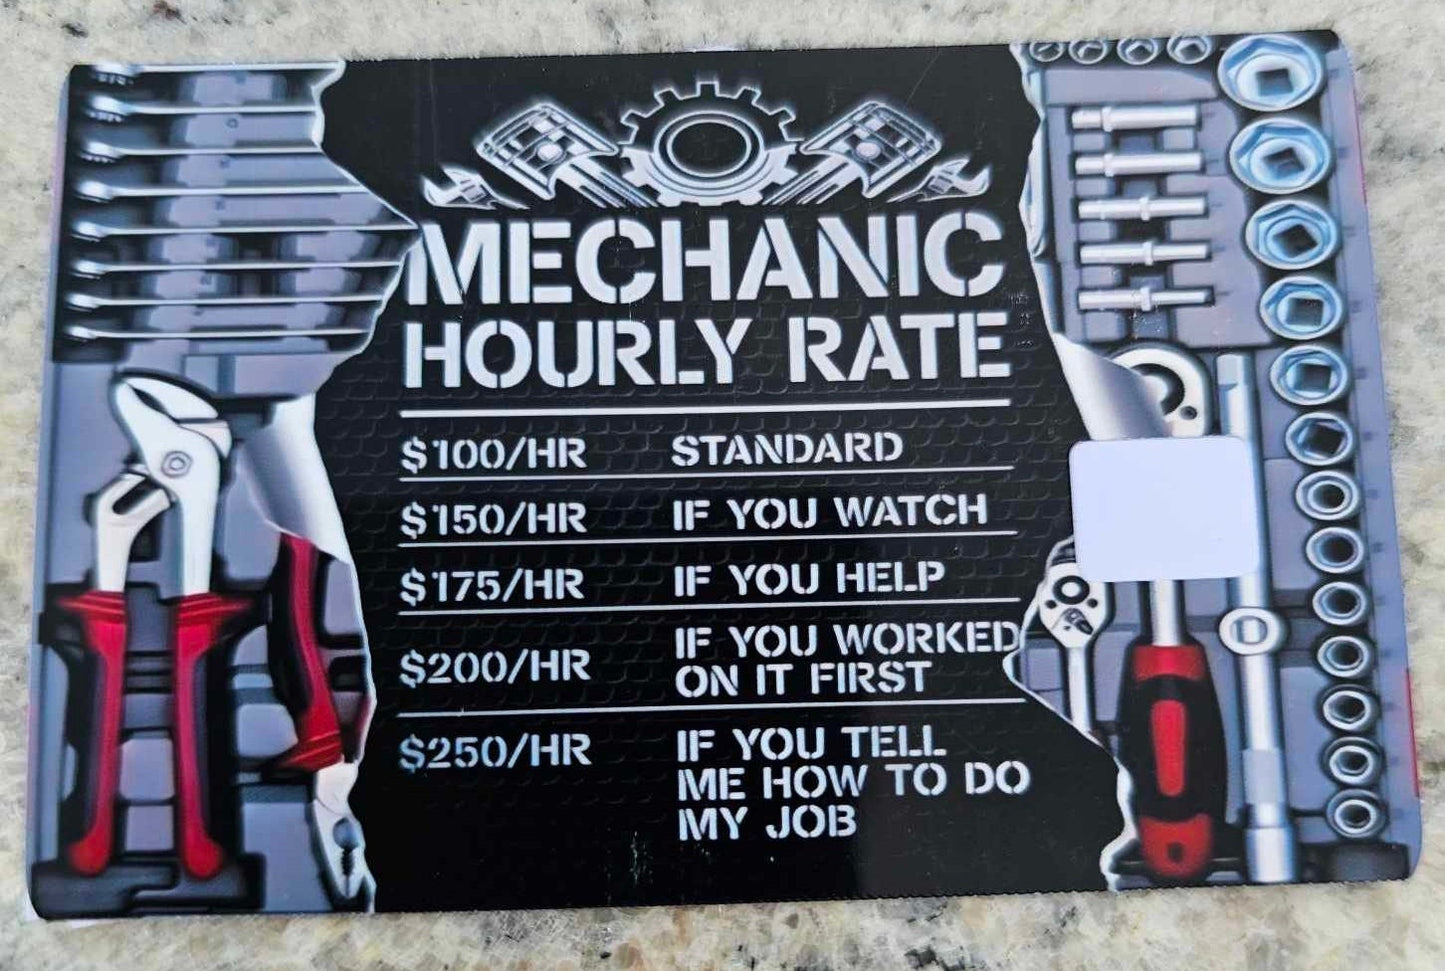 MECHANIC
HOURLY RATE
$100/HR STANDARD
$150/HR IF YOU WATCH
$175/HR IF YOU HELP
$200/HR IF YOU WORKED
ON IT FIRST
$250/HR IF YOU TELL
ME HOW TO DO
MY JOB